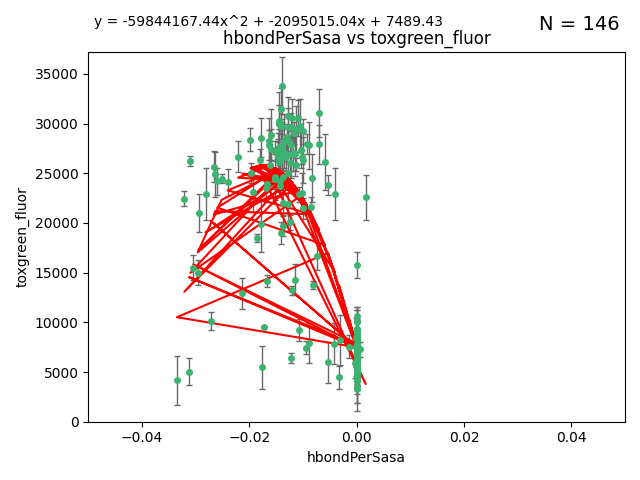 y = -59844167.44x^2 + -2095015.04x + 7489.43
N = 146
hbondPerSasa vs toxgreen_fluor
35000
30000
25000
20000
15000
10000
5000
0
toxgreen_fluor
−0.04
−0.02
0.00
0.02
0.04
hbondPerSasa